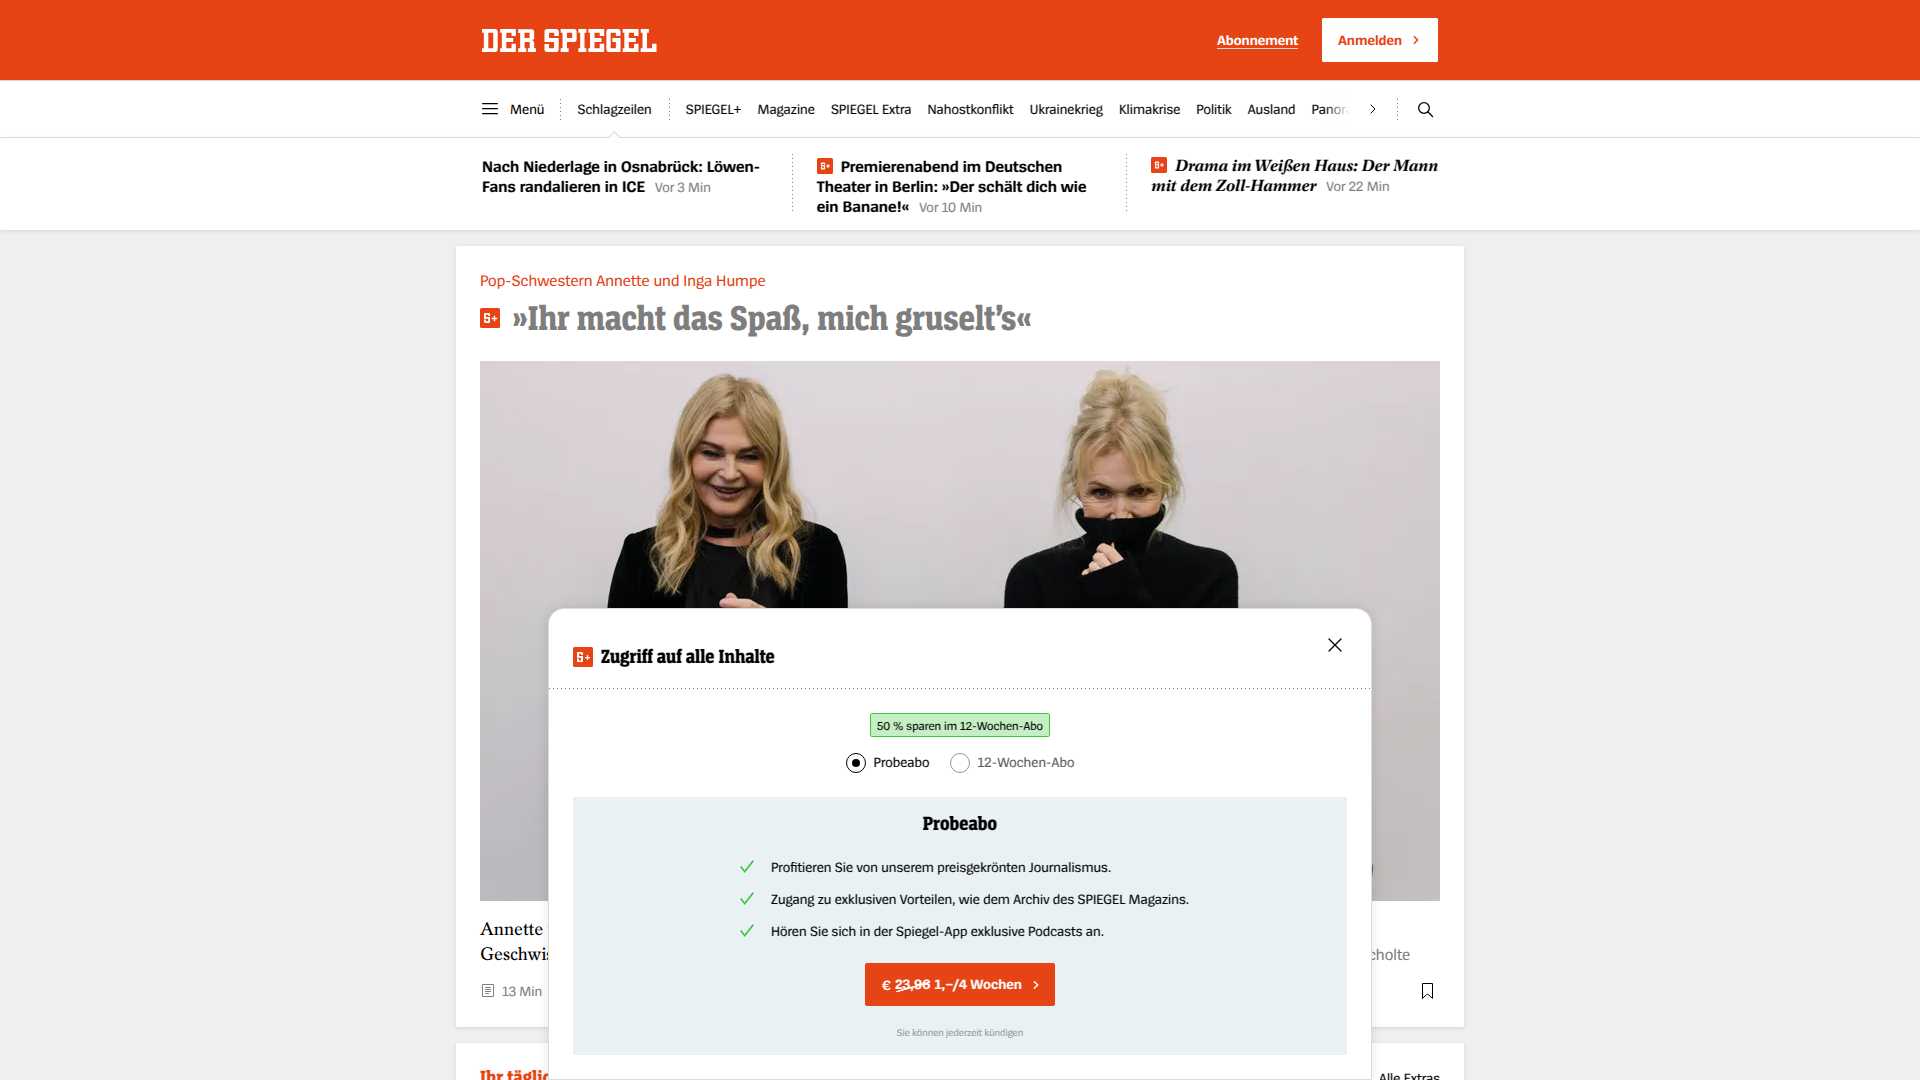 DER SPIEGEL
Abonnement
Anmelden
Menü
Schlagzeilen
SPIEGEL+
Magazine
SPIEGEL Extra
Nahostkonflikt
Ukrainekrieg
Klimakrise
Politik
Ausland
Panor
Nach Niederlage in Osnabrück: Löwen-
Fans randalieren in ICE Vor 3 Min
S+ Premierenabend im Deutschen
Theater in Berlin: »Der schält dich wie
ein Banane!« Vor 10 Min
S+ Drama im Weißen Haus: Der Mann
mit dem Zoll-Hammer Vor 22 Min
Pop-Schwestern Annette und Inga Humpe
S+ »Ihr macht das Spaß, mich gruselt’s«
S+ Zugriff auf alle Inhalte
50 % sparen im 12-Wochen-Abo
Probeabo
12-Wochen-Abo
Probeabo
Profitieren Sie von unserem preisgekrönten Journalismus.
Zugang zu exklusiven Vorteilen, wie dem Archiv des SPIEGEL Magazins.
Hören Sie sich in der Spiegel-App exklusive Podcasts an.
€ 23,96 1,–/4 Wochen
Sie können jederzeit kündigen
Annette
Geschwis
cholte
13 Min
Ihr täglic
Alle Extras